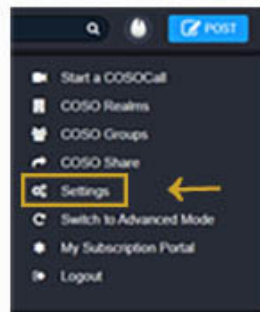 POST
Start a COSOCall
COSO Realms
COSO Groups
COSO Share
Settings
Switch to Advanced Mode
My Subscription Portal
Logout